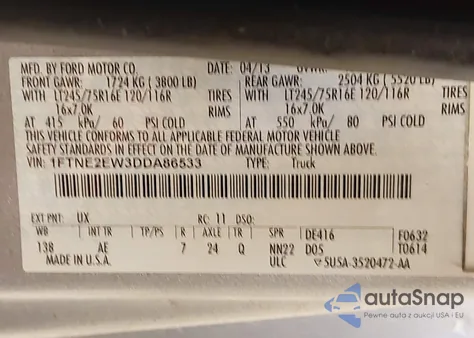 MFD. BY FORD MOTOR CO. 04/13
FRONT GAWR: 1724 KG (3800 LB) REAR GAWR: 2504 KG (5520 LB)
WITH LT245/75R16E 120/116R TIRES WITH LT245/75R16E 120/116R TIRES
16x7.0K 16x7.0K
AT 415 kPa/ 60 PSI COLD AT 550 kPa/ 80 PSI COLD
THIS VEHICLE CONFORMS TO ALL APPLICABLE FEDERAL MOTOR VEHICLE
SAFETY STANDARDS IN EFFECT ON THE DATE OF MANUFACTURE SHOWN ABOVE.
VIN: 1FTNE2EW3DDA86533 TYPE: Truck
EXT PNT: UX RC: 11 DSO:
WB INT TR TP/PS R AXLE TR SPR DE416 F0632
138 AE 7 24 Q NN22 DOS T0614
MADE IN U.S.A. ULC 5U5A-3520472-AA
autoSnap
Pewne auta z aukcji USA i EU